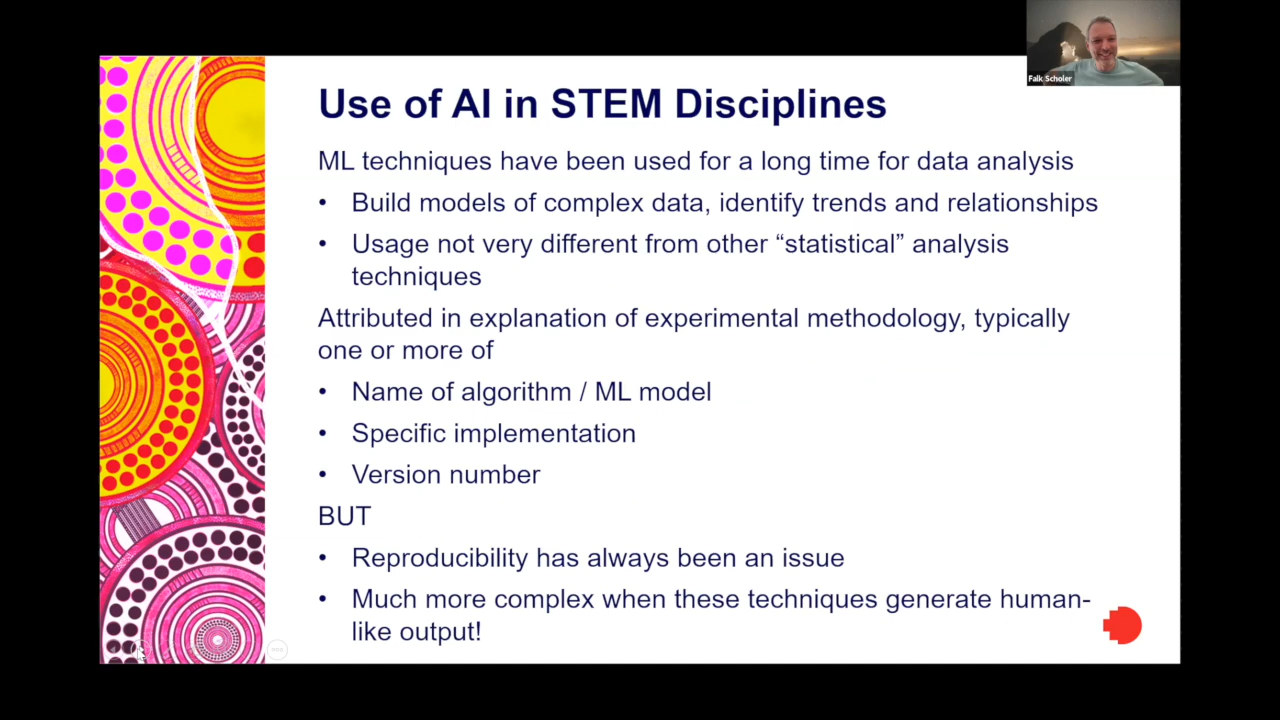 Falk Scholer
Use of AI in STEM Disciplines
ML techniques have been used for a long time for data analysis
• Build models of complex data, identify trends and relationships
• Usage not very different from other “statistical” analysis
techniques
Attributed in explanation of experimental methodology, typically
one or more of
• Name of algorithm / ML model
• Specific implementation
• Version number
BUT
• Reproducibility has always been an issue
• Much more complex when these techniques generate human-
like output!